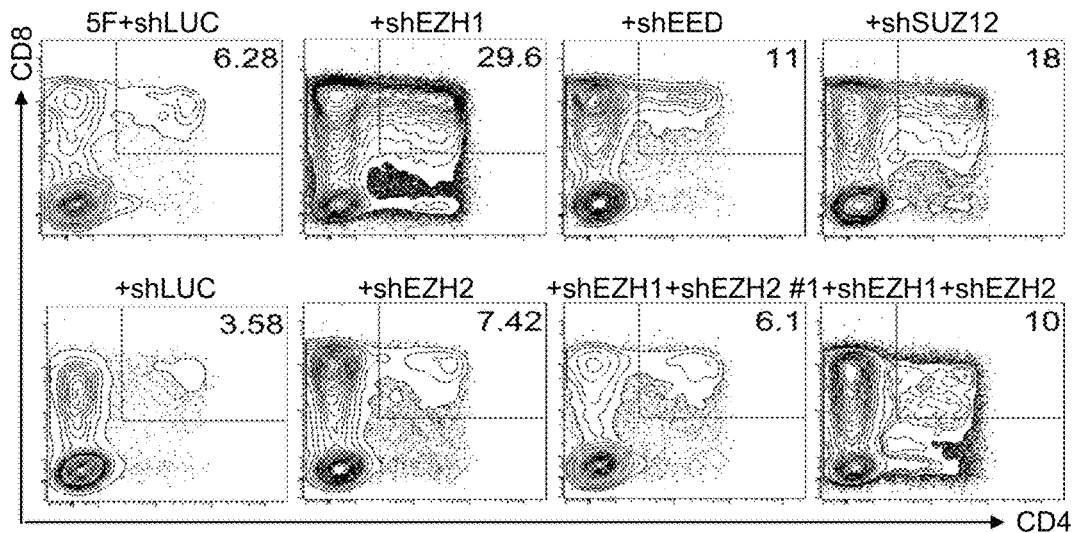 CD8
5F+shLUC +shEZH1 +shEED +shSUZ12
6.28 29.6 11 18
+shLUC +shEZH2 +shEZH1+shEZH2 #1+shEZH1+shEZH2
3.58 7.42 6.1 10
CD4